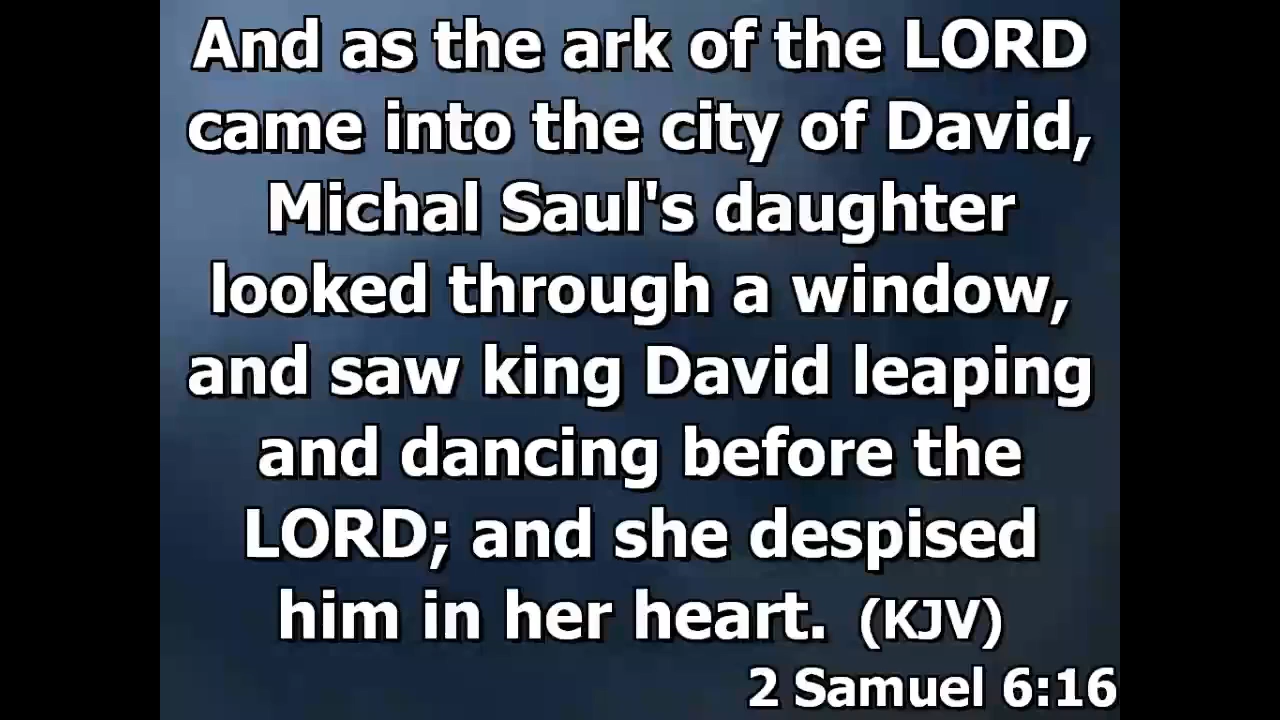 And as the ark of the LORD
came into the city of David,
Michal Saul's daughter
looked through a window,
and saw king David leaping
and dancing before the
LORD; and she despised
him in her heart. (KJV)
2 Samuel 6:16